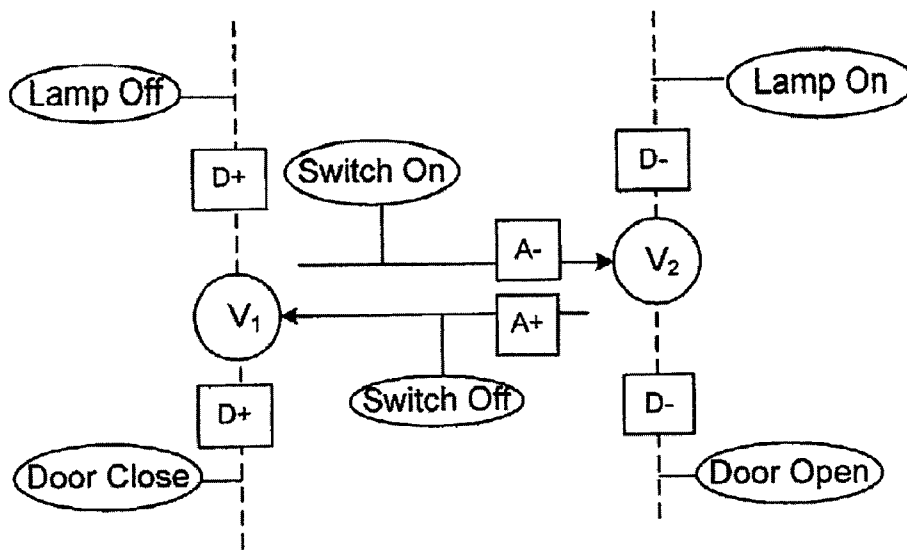 Lamp Off
Lamp On
D+
Switch On
D-
A-
V₂
V₁
A+
D+
Switch Off
D-
Door Close
Door Open